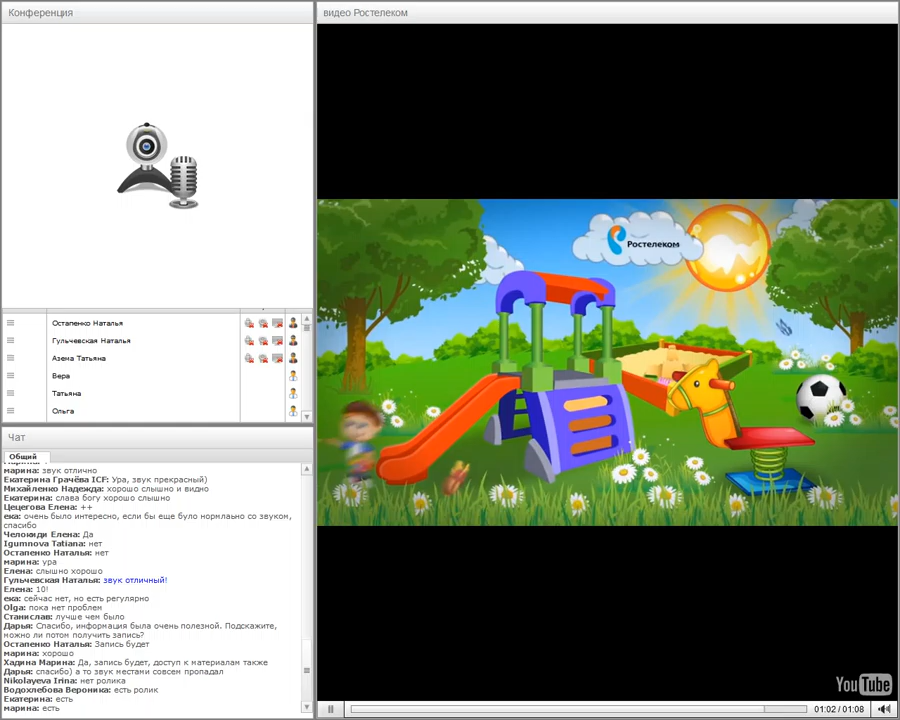 Конференция
видео Ростелеком
Ростелеком
Остапенко Наталья
Гульчевская Наталья
Азема Татьяна
Вера
Татьяна
Ольга
Чат
Общий
марина: звук отлично
Екатерина Грачёва ICF: Ура, звук прекрасный)
Михайленко Надежда: хорошо слышно и видно
Екатерина: слава богу хорошо слышно
Цецегова Елена: ++
ека: очень было интересно, если бы еще було нормлаьно со звуком,
спасибо
Челокиди Елена: Да
Igumnova Tatiana: нет
Остапенко Наталья: нет
марина: ура
Елена: слышно хорошо
Гульчевская Наталья: звук отличный!
Елена: 10!
ека: сейчас нет, но есть регулярно
Olga: пока нет проблем
Станислав: лучше чем было
Дарья: Спасибо, информация была очень полезной. Подскажите,
можно ли потом получить запись?
Остапенко Наталья: Запись будет
марина: хорошо
Хадина Марина: Да, запись будет, доступ к материалам также
Дарья: спасибо) а то звук местами совсем пропадал
Nikolayeva Irina: нет ролика
Водохлебова Вероника: есть ролик
Екатерина: есть
марина: есть
YouTube
01:02 / 01:08